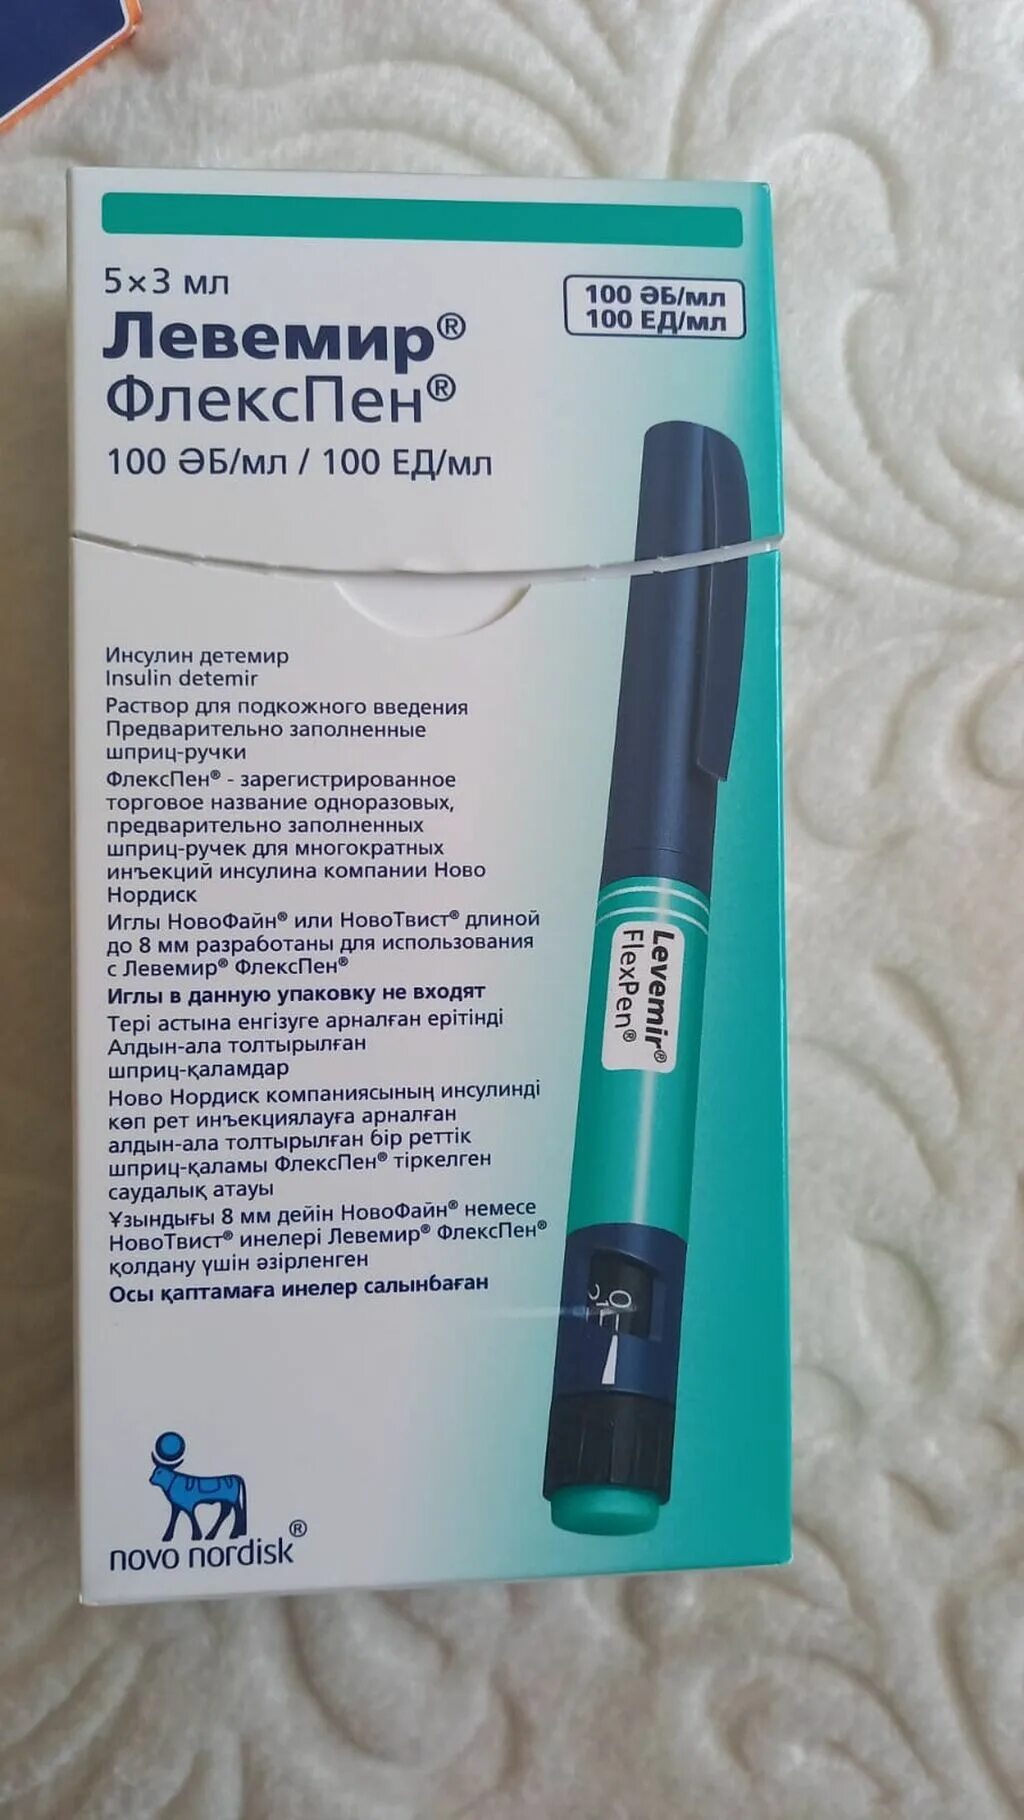 5×3 мл
Левемир®
ФлексПен®
100 ӘБ/мл / 100 ЕД/мл
100 ӘБ/мл
100 ЕД/мл
Инсулин детемир
Insulin detemir
Раствор для подкожного введения
Предварительно заполненные
шприц-ручки
ФлексПен® - зарегистрированное
торговое название одноразовых,
предварительно заполненных
шприц-ручек для многократных
инъекций инсулина компании Ново
Нордиск
Иглы НовоФайн® или НовоТвист® длиной
до 8 мм разработаны для использования
с Левемир® ФлексПен®
Иглы в данную упаковку не входят
Тері астына енгізуге арналған ерітінді
Алдын-ала толтырылған
шприц-қаламдар
Ново Нордиск компаниясының инсулинді
көп рет инъекциялауға арналған
алдын-ала толтырылған бір реттік
шприц-қаламы ФлексПен® тіркелген
саудалық атауы
Ұзындығы 8 мм дейін НовоФайн® немесе
НовоТвист® инелері Левемир® ФлексПен®
қолдану үшін әзірленген
Осы қаптамаға инелер салынбаған
Levemir®
FlexPen®
0
novo nordisk®